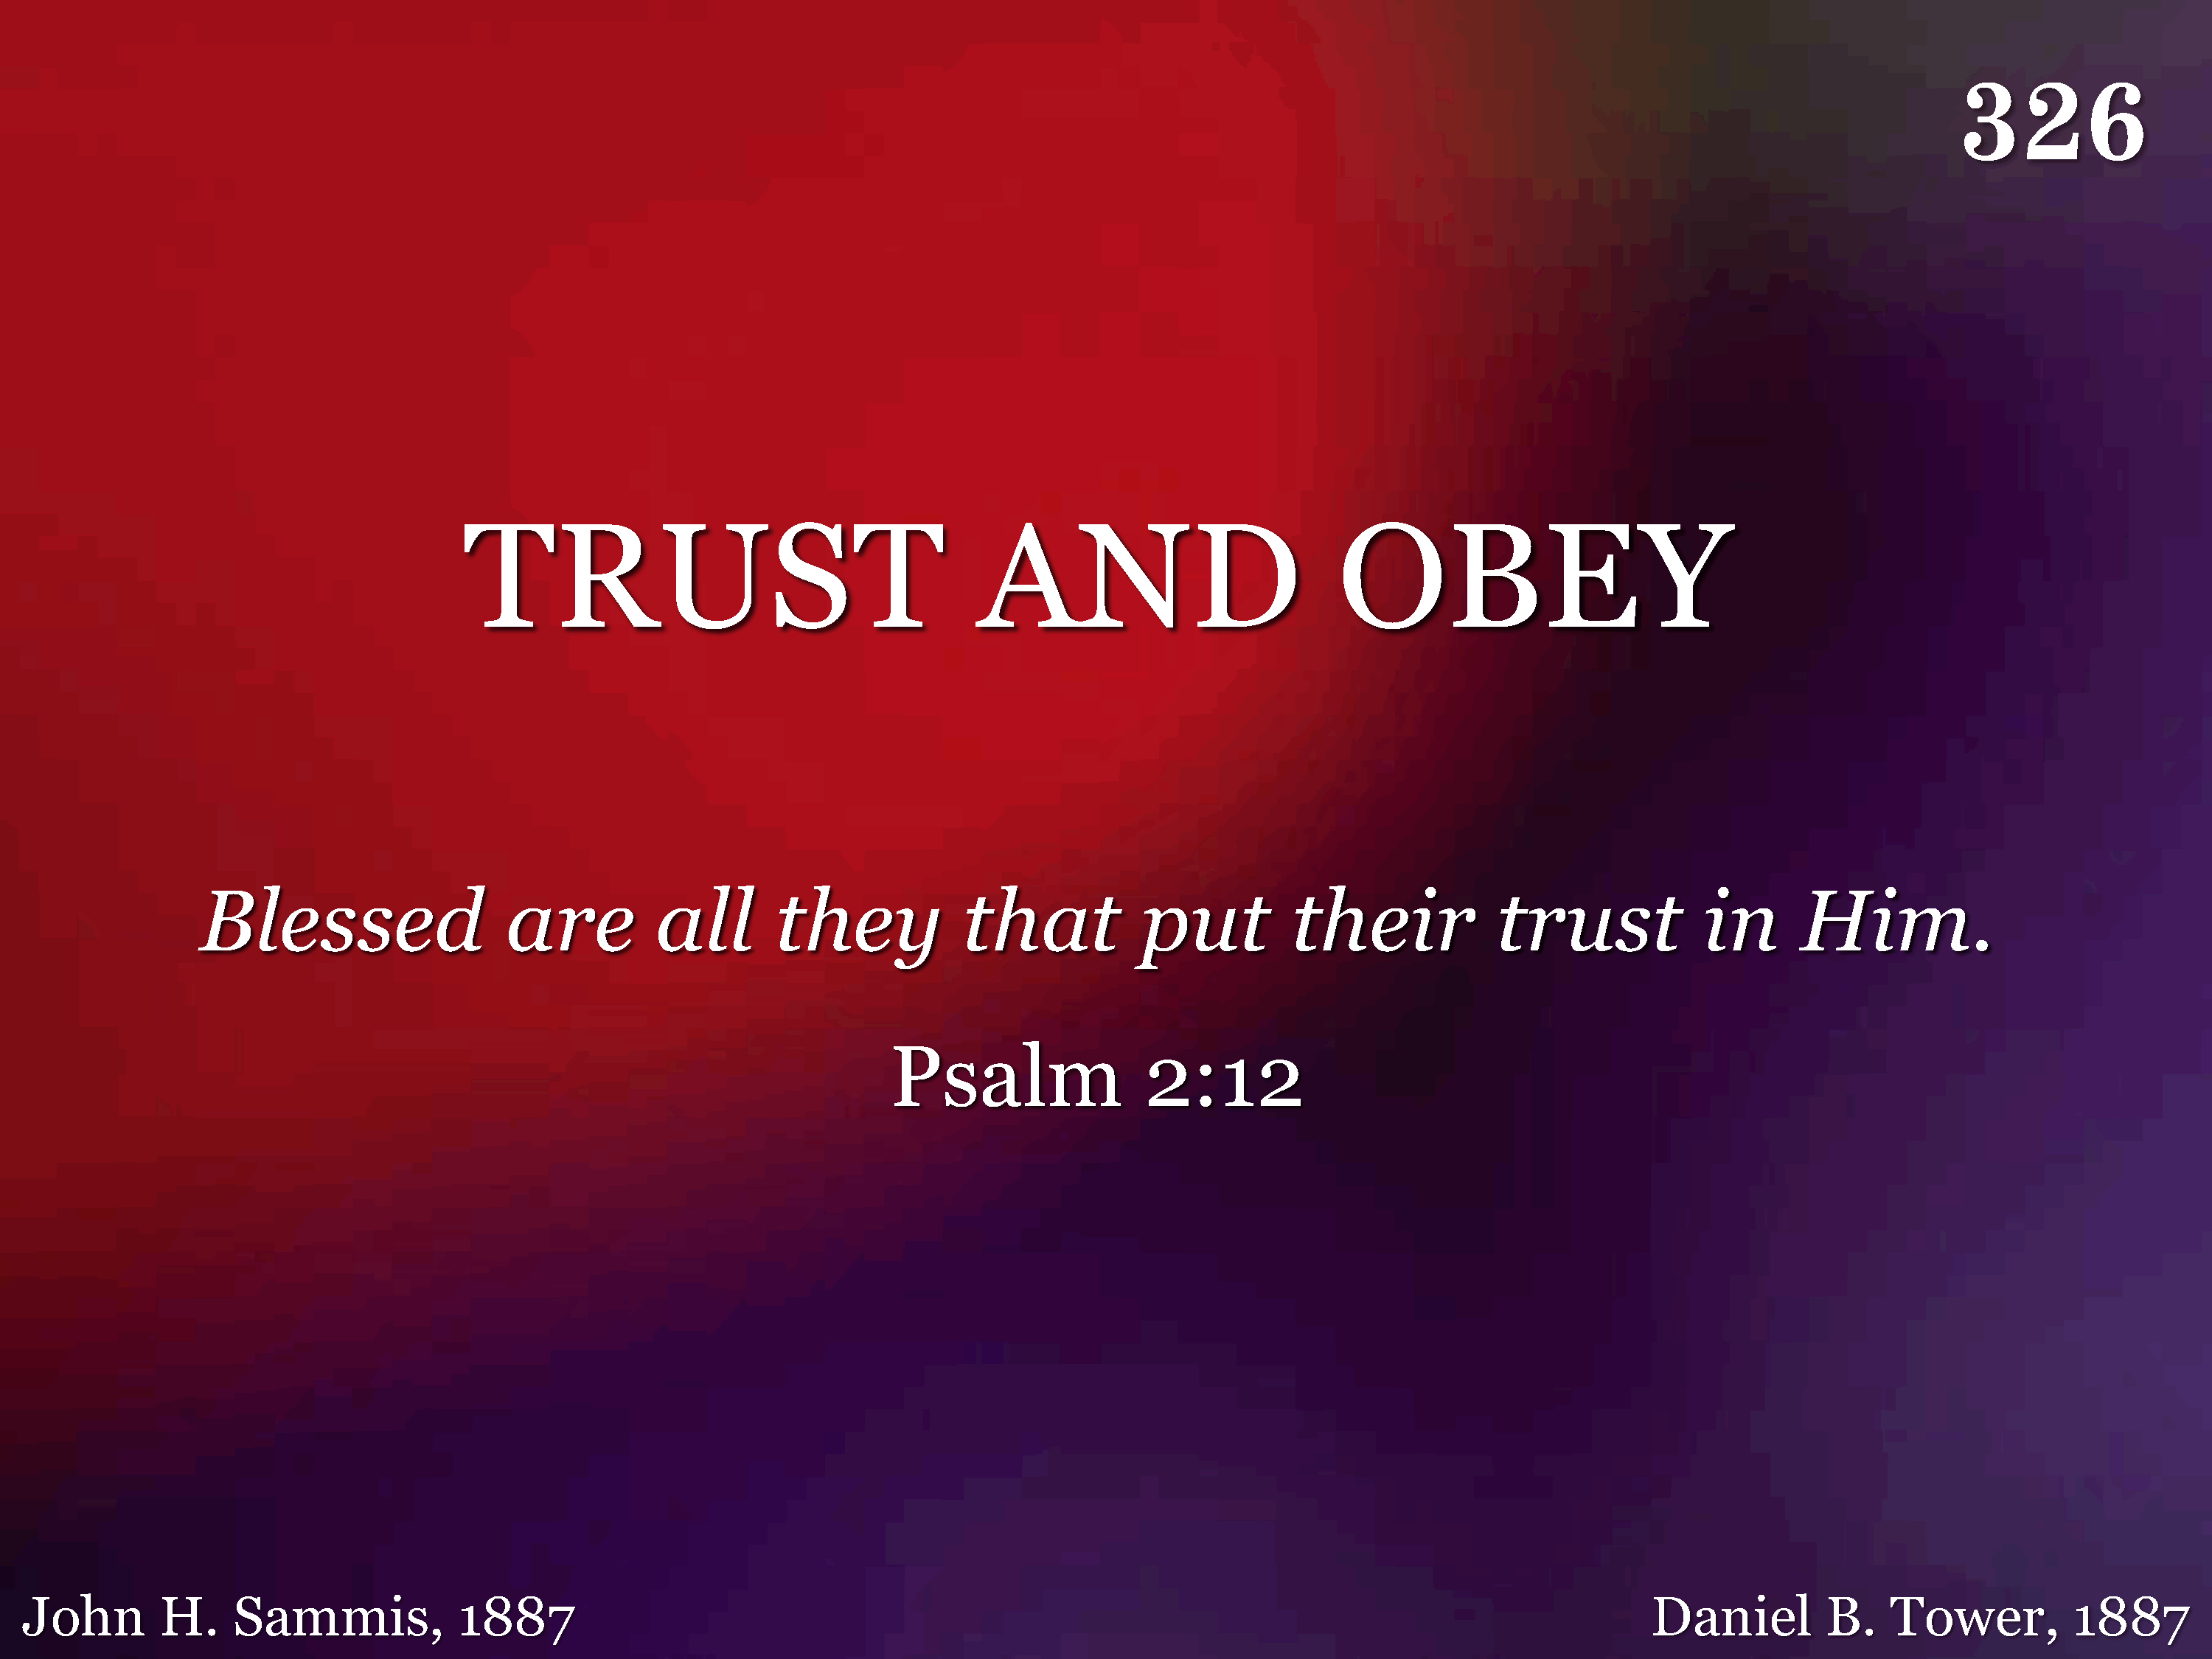 326
TRUST AND OBEY
Blessed are all they that put their trust in Him.
Psalm 2:12
John H. Sammis, 1887
Daniel B. Tower, 1887